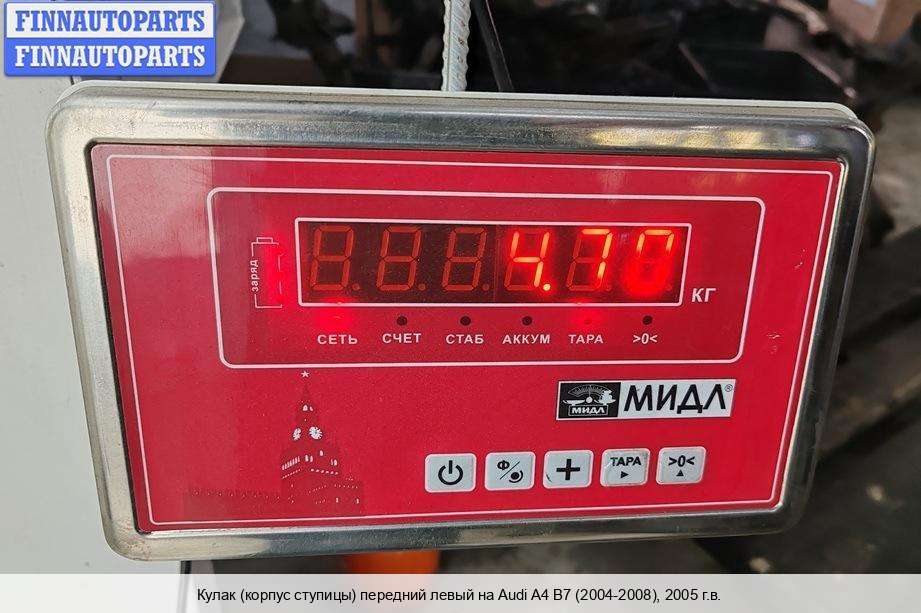 FINNAUTOPARTS
FINNAUTOPARTS
заряд
4.70
КГ
СЕТЬ СЧЕТ СТАБ АККУМ ТАРА >0<
МИДЛ МИДЛ®
Ф ТАРА >0<
Кулак (корпус ступицы) передний левый на Audi A4 B7 (2004-2008), 2005 г.в.